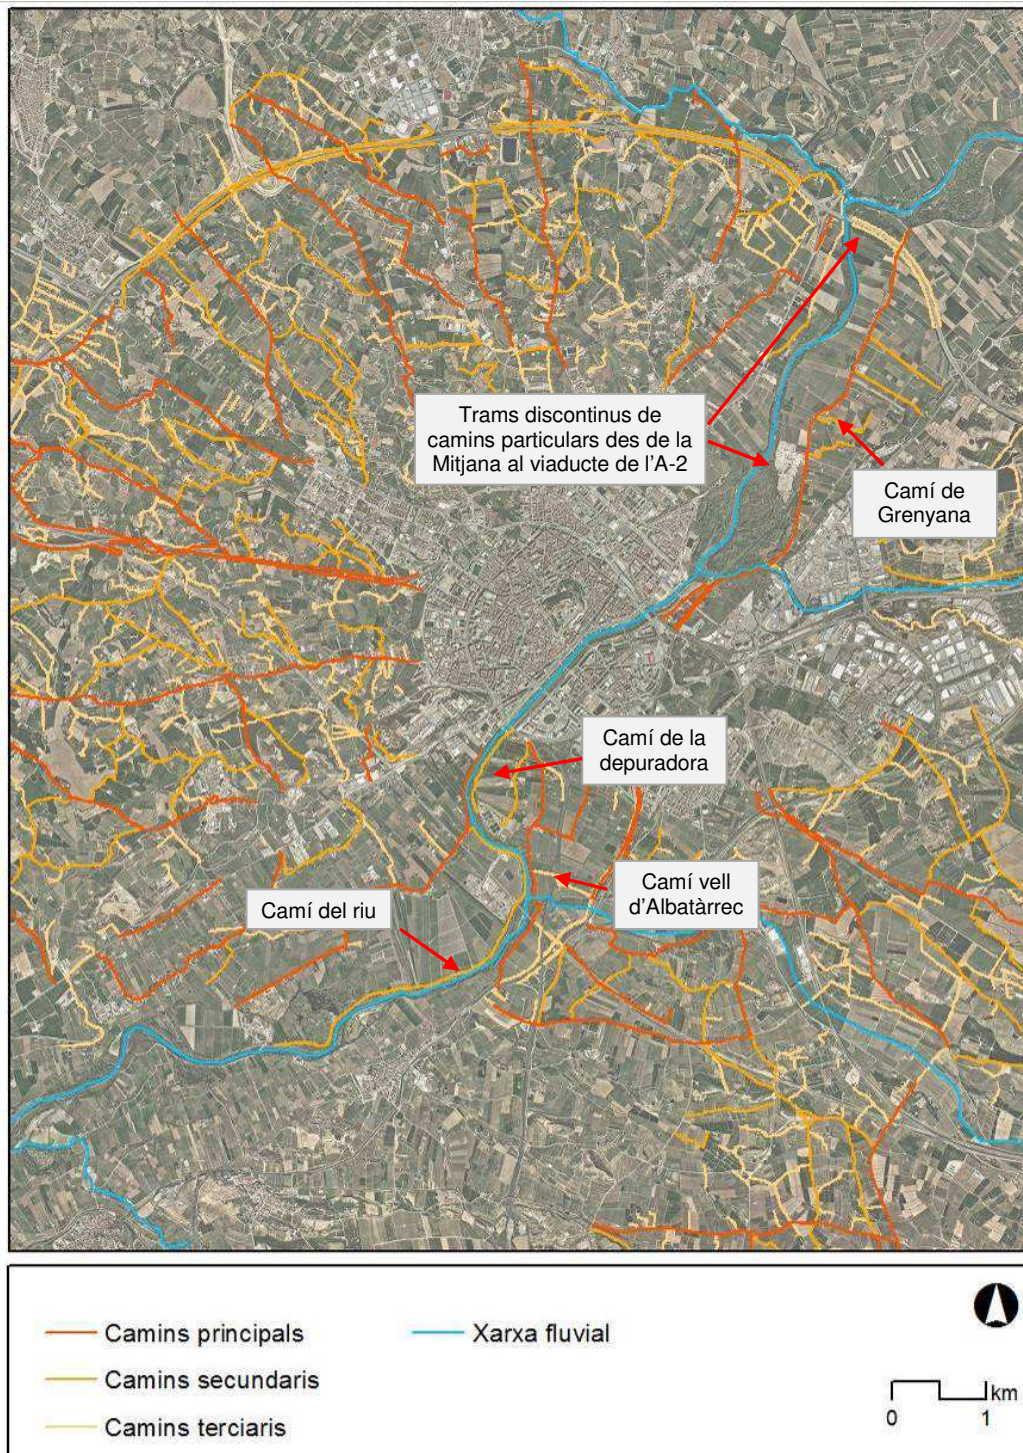 Trams discontinus de
camins particulars des de la
Mitjana al viaducte de l'A-2
Camí de
Grenyana
Camí de la
depuradora
Camí vell
d'Albatàrrec
Camí del riu
Camins principals
Xarxa fluvial
Camins secundaris
Camins terciaris
km
0 1